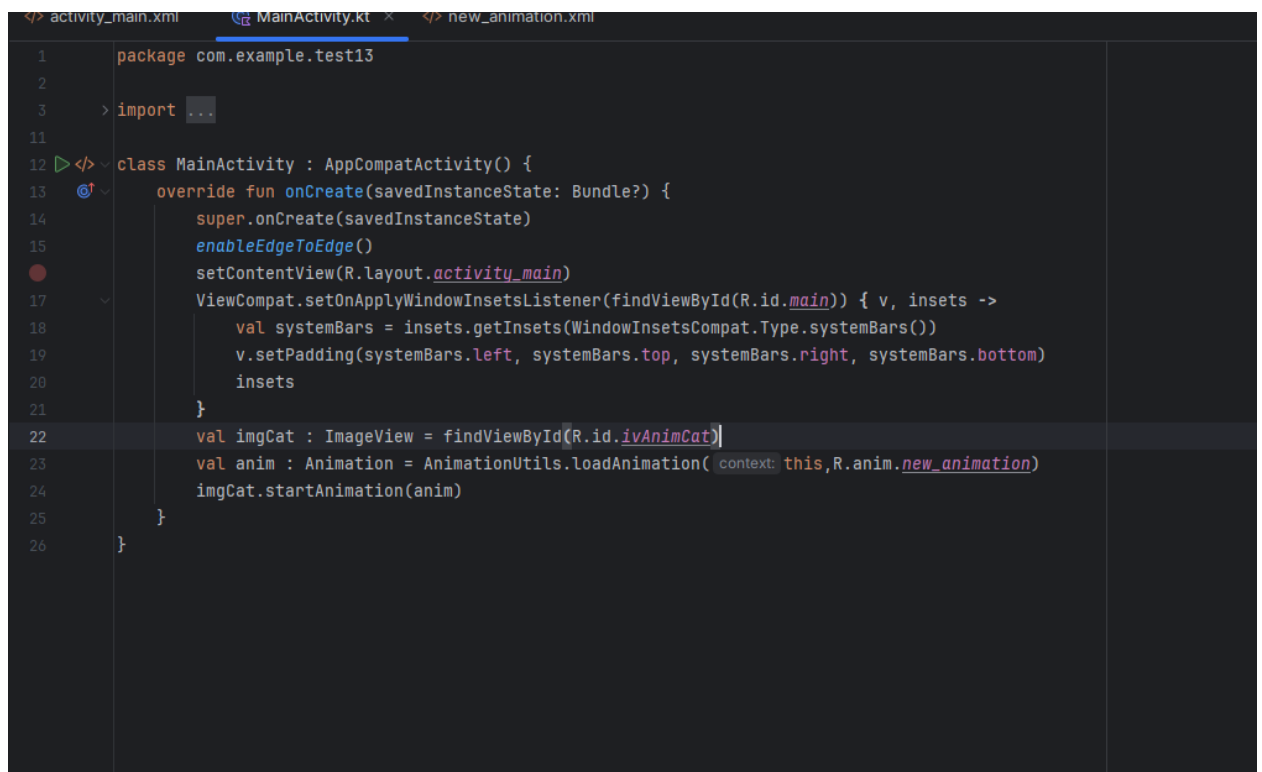 activity_main.xml MainActivity.kt × new_animation.xml
1 package com.example.test13
2
3 import ...
11
12 class MainActivity : AppCompatActivity() {
13 override fun onCreate(savedInstanceState: Bundle?) {
14 super.onCreate(savedInstanceState)
15 enableEdgeToEdge()
setContentView(R.layout.activity_main)
17 ViewCompat.setOnApplyWindowInsetsListener(findViewById(R.id.main)) { v, insets ->
18 val systemBars = insets.getInsets(WindowInsetsCompat.Type.systemBars())
19 v.setPadding(systemBars.left, systemBars.top, systemBars.right, systemBars.bottom)
20 insets
21 }
22 val imgCat : ImageView = findViewById(R.id.ivAnimCat)
23 val anim : Animation = AnimationUtils.loadAnimation( context: this,R.anim.new_animation)
24 imgCat.startAnimation(anim)
25 }
26 }